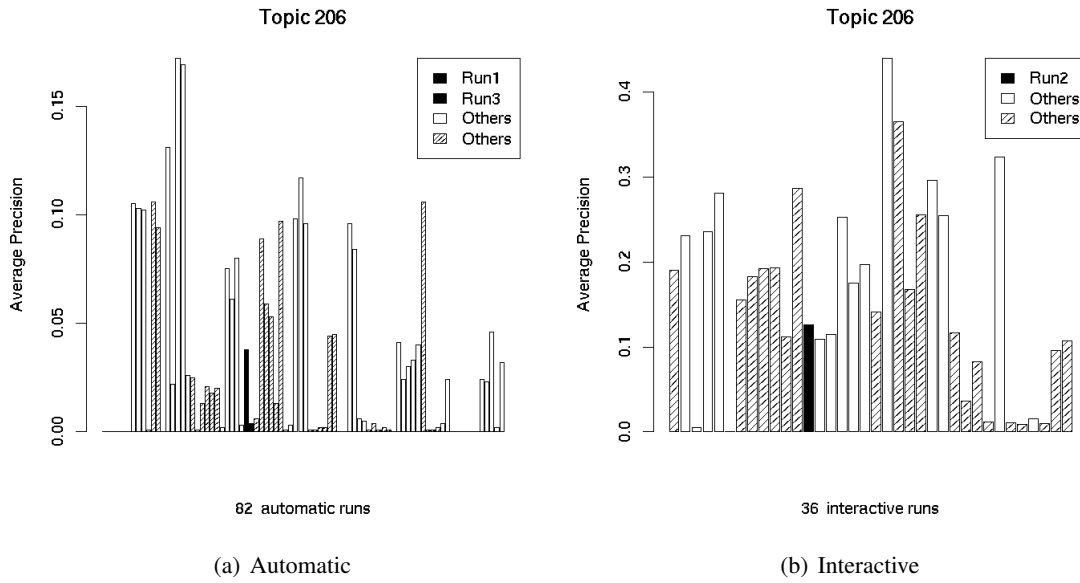 Topic 206
Run1
Run3
Others
Others
Average Precision
0.00
0.05
0.10
0.15
82 automatic runs
(a) Automatic
Topic 206
Run2
Others
Others
Average Precision
0.0
0.1
0.2
0.3
0.4
36 interactive runs
(b) Interactive